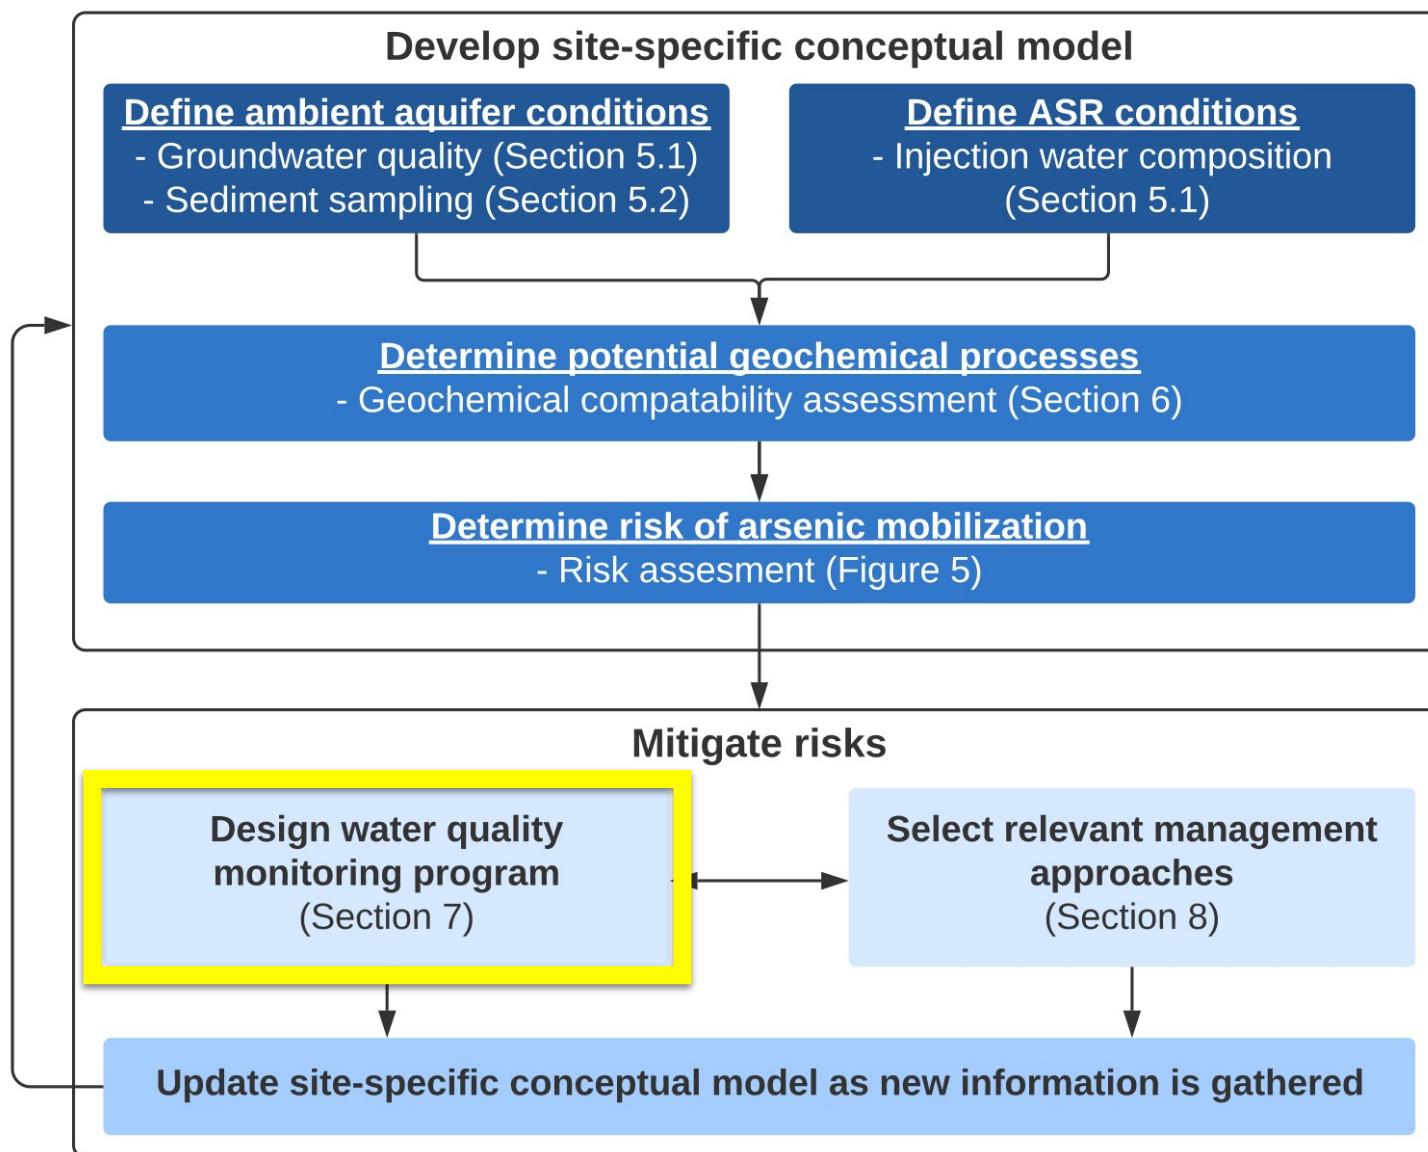 Develop site-specific conceptual model
Define ambient aquifer conditions
- Groundwater quality (Section 5.1)
- Sediment sampling (Section 5.2)
Define ASR conditions
- Injection water composition
(Section 5.1)
Determine potential geochemical processes
- Geochemical compatability assessment (Section 6)
Determine risk of arsenic mobilization
- Risk assesment (Figure 5)
Mitigate risks
Design water quality
monitoring program
(Section 7)
Select relevant management
approaches
(Section 8)
Update site-specific conceptual model as new information is gathered